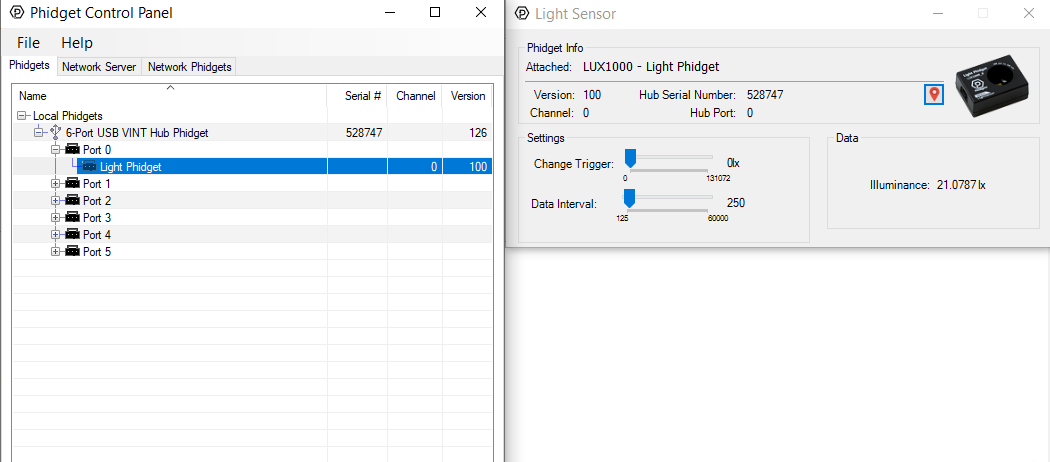 Phidget Control Panel
File Help
Phidgets Network Server Network Phidgets
Name Serial # Channel Version
Local Phidgets
6-Port USB VINT Hub Phidget 528747 126
Port 0
Light Phidget 0 100
Port 1
Port 2
Port 3
Port 4
Port 5
Light Sensor
Phidget Info
Attached: LUX1000 - Light Phidget
Version: 100 Hub Serial Number: 528747
Channel: 0 Hub Port: 0
Settings
Change Trigger: 0lx
0 131072
Data Interval: 250
125 60000
Data
Illuminance: 21.0787 lx